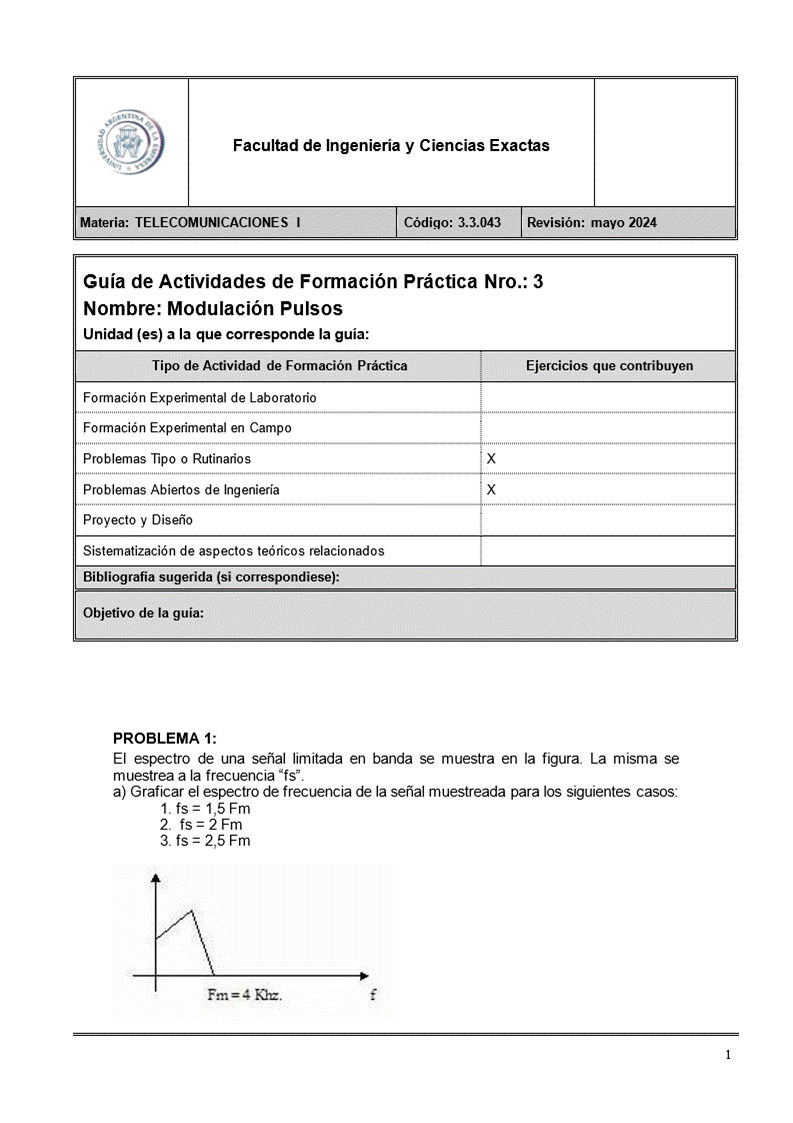 UNIVERSIDAD ARGENTINA DE LA EMPRESA
Facultad de Ingeniería y Ciencias Exactas
Materia: TELECOMUNICACIONES I
Código: 3.3.043
Revisión: mayo 2024
Guía de Actividades de Formación Práctica Nro.: 3
Nombre: Modulación Pulsos
Unidad (es) a la que corresponde la guía:
Tipo de Actividad de Formación Práctica
Ejercicios que contribuyen
Formación Experimental de Laboratorio
Formación Experimental en Campo
Problemas Tipo o Rutinarios
X
Problemas Abiertos de Ingeniería
X
Proyecto y Diseño
Sistematización de aspectos teóricos relacionados
Bibliografía sugerida (si correspondiese):
Objetivo de la guía:
PROBLEMA 1:
El espectro de una señal limitada en banda se muestra en la figura. La misma se
muestrea a la frecuencia “fs”.
a) Graficar el espectro de frecuencia de la señal muestreada para los siguientes casos:
1. fs = 1,5 Fm
2. fs = 2 Fm
3. fs = 2,5 Fm
Fm = 4 Khz.
f
1